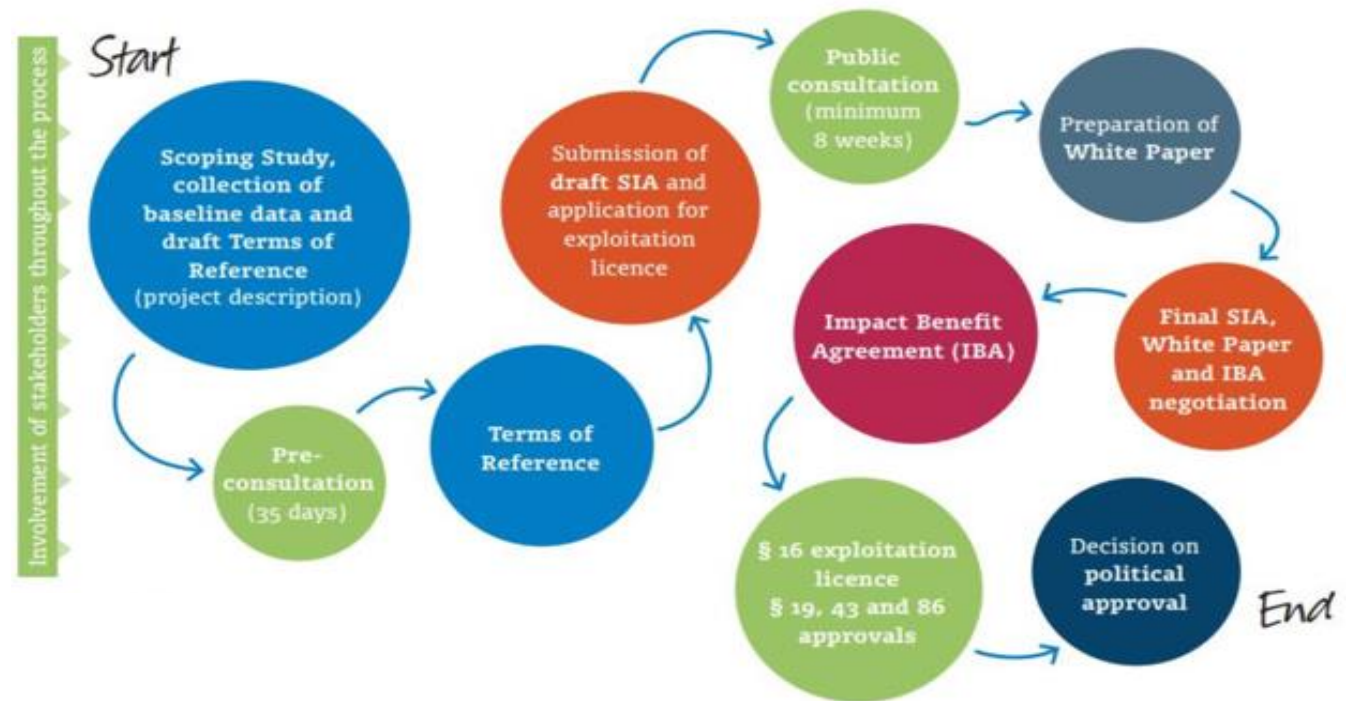 Involvement of stakeholders throughout the process
Start
Scoping Study,
collection of
baseline data and
draft Terms of
Reference
(project description)
Pre-
consultation
(35 days)
Terms of
Reference
Submission of
draft SIA and
application for
exploitation
licence
Public
consultation
(minimum
8 weeks)
Preparation of
White Paper
Final SIA,
White Paper
and IBA
negotiation
Impact Benefit
Agreement (IBA)
§ 16 exploitation
licence
§ 19, 43 and 86
approvals
Decision on
political
approval
End